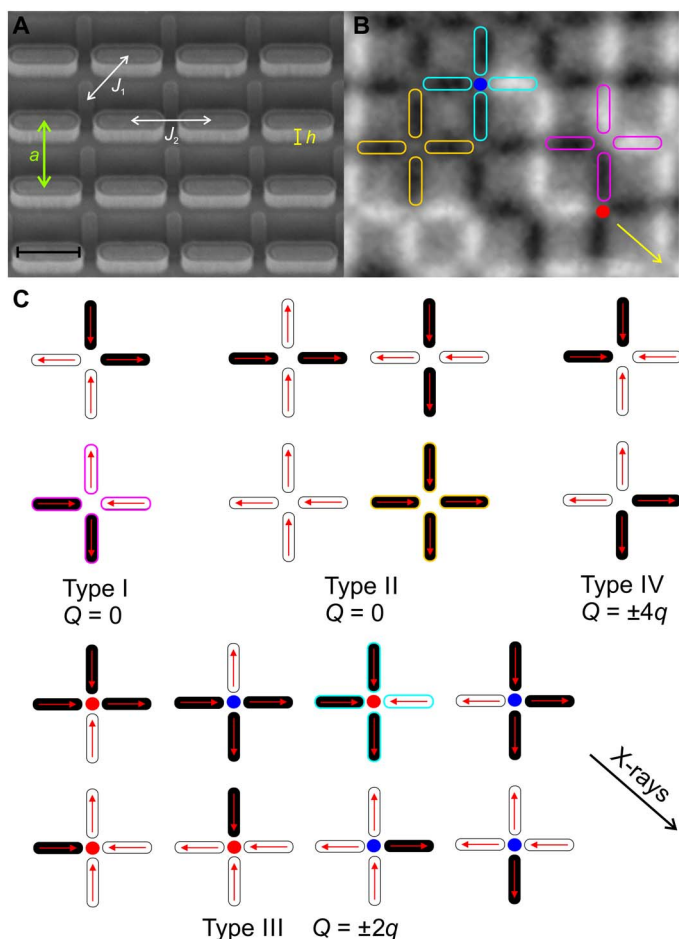 A
J₁
J₂
h
a
B
C
Type I
Q = 0
Type II
Q = 0
Type IV
Q = ±4q
X-rays
Type III Q = ±2q